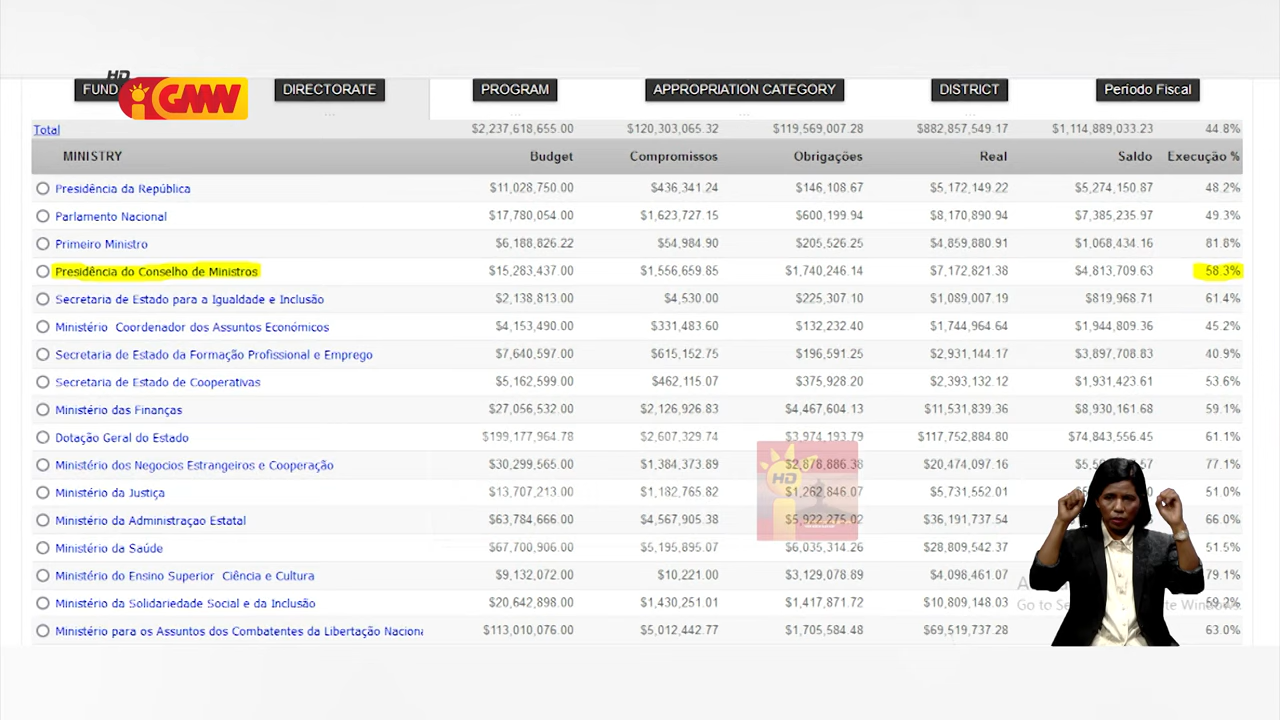 HD
FUND
iGMN
DIRECTORATE
PROGRAM
APPROPRIATION CATEGORY
DISTRICT
Período Fiscal
Total $2,237,618,655.00 $120,303,065.32 $119,569,007.28 $882,857,549.17 $1,114,889,033.23 44.8%
MINISTRY Budget Compromissos Obrigações Real Saldo Execução %
Presidência da República $11,028,750.00 $436,341.24 $146,108.67 $5,172,149.22 $5,274,150.87 48.2%
Parlamento Nacional $17,780,054.00 $1,623,727.15 $600,199.94 $8,170,890.94 $7,385,235.97 49.3%
Primeiro Ministro $6,188,826.22 $54,984.90 $205,526.25 $4,859,880.91 $1,068,434.16 81.8%
Presidência do Conselho de Ministros $15,283,437.00 $1,556,659.85 $1,740,246.14 $7,172,821.38 $4,813,709.63 58.3%
Secretaria de Estado para a Igualdade e Inclusão $2,138,813.00 $4,530.00 $225,307.10 $1,089,007.19 $819,968.71 61.4%
Ministério Coordenador dos Assuntos Económicos $4,153,490.00 $331,483.60 $132,232.40 $1,744,964.64 $1,944,809.36 45.2%
Secretaria de Estado da Formação Profissional e Emprego $7,640,597.00 $615,152.75 $196,591.25 $2,931,144.17 $3,897,708.83 40.9%
Secretaria de Estado de Cooperativas $5,162,599.00 $462,115.07 $375,928.20 $2,393,132.12 $1,931,423.61 53.6%
Ministério das Finanças $27,056,532.00 $2,126,926.83 $4,467,604.13 $11,531,839.36 $8,930,161.68 59.1%
Dotação Geral do Estado $199,177,964.78 $2,607,329.74 $3,974,193.79 $117,752,884.80 $74,843,556.45 61.1%
Ministério dos Negocios Estrangeiros e Cooperação $30,299,565.00 $1,384,373.89 $2,878,886.38 $20,474,097.16 77.1%
HD
Ministério da Justiça $13,707,213.00 $1,182,765.82 $1,262,846.07 $5,731,552.01 51.0%
Ministério da Administraçao Estatal $63,784,666.00 $4,567,905.38 $5,922,275.02 $36,191,737.54 66.0%
Ministério da Saúde $67,700,906.00 $5,195,895.07 $6,035,314.26 $28,809,542.37 51.5%
Ministério do Ensino Superior Ciência e Cultura $9,132,072.00 $10,221.00 $3,129,078.89 $4,098,461.07 79.1%
Ministério da Solidariedade Social e da Inclusão $20,642,898.00 $1,430,251.01 $1,417,871.72 $10,809,148.03 59.2%
Go to Windows.
Ministério para os Assuntos dos Combatentes da Libertação Naciona $113,010,076.00 $5,012,442.77 $1,705,584.48 $69,519,737.28 63.0%